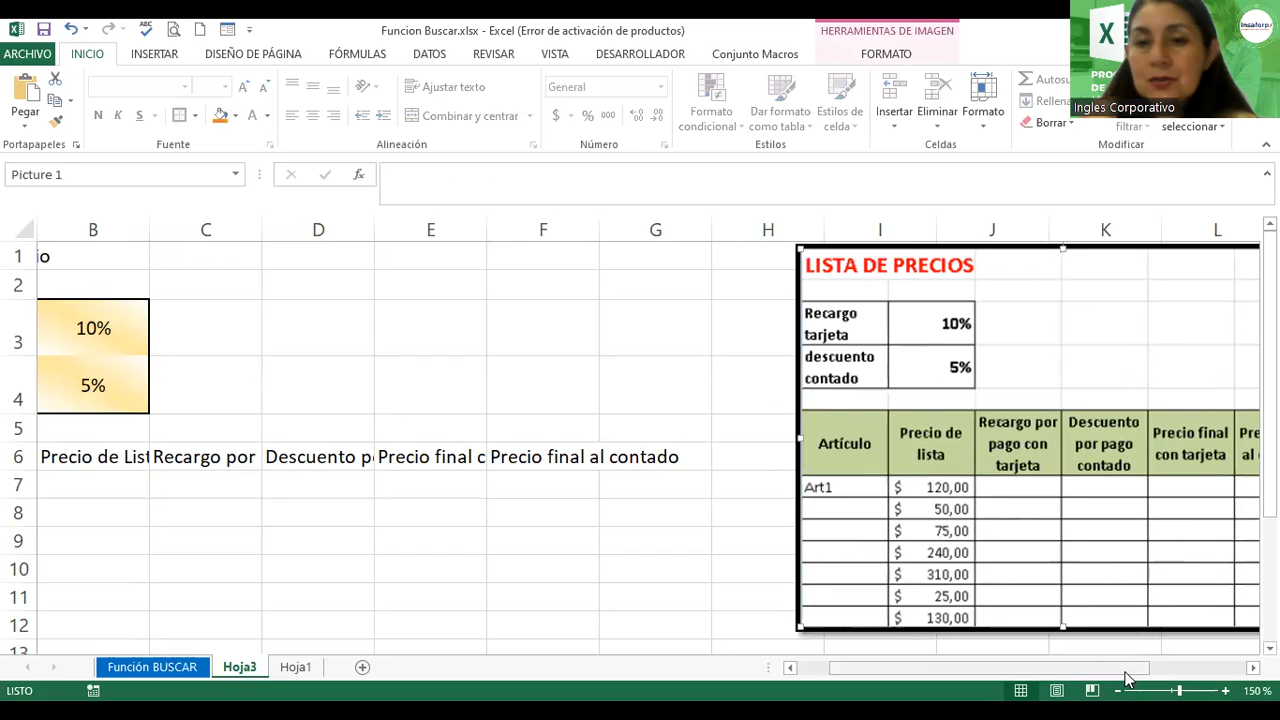 Funcion Buscar.xlsx - Excel (Error de activación de productos)
HERRAMIENTAS DE IMAGEN
ARCHIVO INICIO INSERTAR DISEÑO DE PÁGINA FÓRMULAS DATOS REVISAR VISTA DESARROLLADOR Conjunto Macros FORMATO
Insaforp
Ingles Corporativo
Pegar
N K S
Ajustar texto
Combinar y centrar
General
$ % 000
Formato condicional
Dar formato como tabla
Estilos de celda
Insertar
Eliminar
Formato
Borrar
filtrar
seleccionar
Portapapeles Fuente Alineación Número Estilos Celdas Modificar
Picture 1
fx
B C D E F G H I J K L
1 io
2
3 10%
4 5%
5
6 Precio de List Recargo por Descuento p Precio final c Precio final al contado
7
8
9
10
11
12
13
LISTA DE PRECIOS
Recargo tarjeta 10%
descuento contado 5%
Artículo Precio de lista Recargo por pago con tarjeta Descuento por pago contado Precio final con tarjeta
Art1 $ 120,00
$ 50,00
$ 75,00
$ 240,00
$ 310,00
$ 25,00
$ 130,00
Función BUSCAR Hoja3 Hoja1
LISTO 150 %